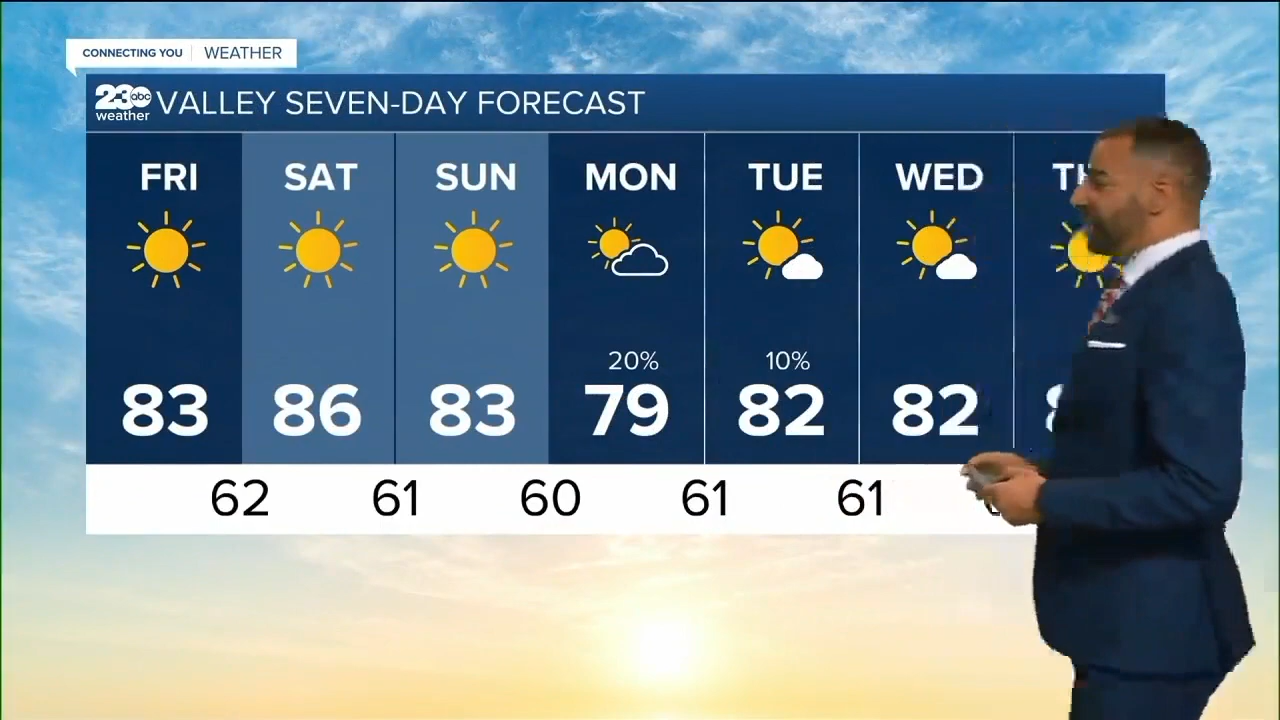 CONNECTING YOU WEATHER
23 abc
weather
VALLEY SEVEN-DAY FORECAST
FRI SAT SUN MON TUE WED
20% 10%
83 86 83 79 82 82
62 61 60 61 61